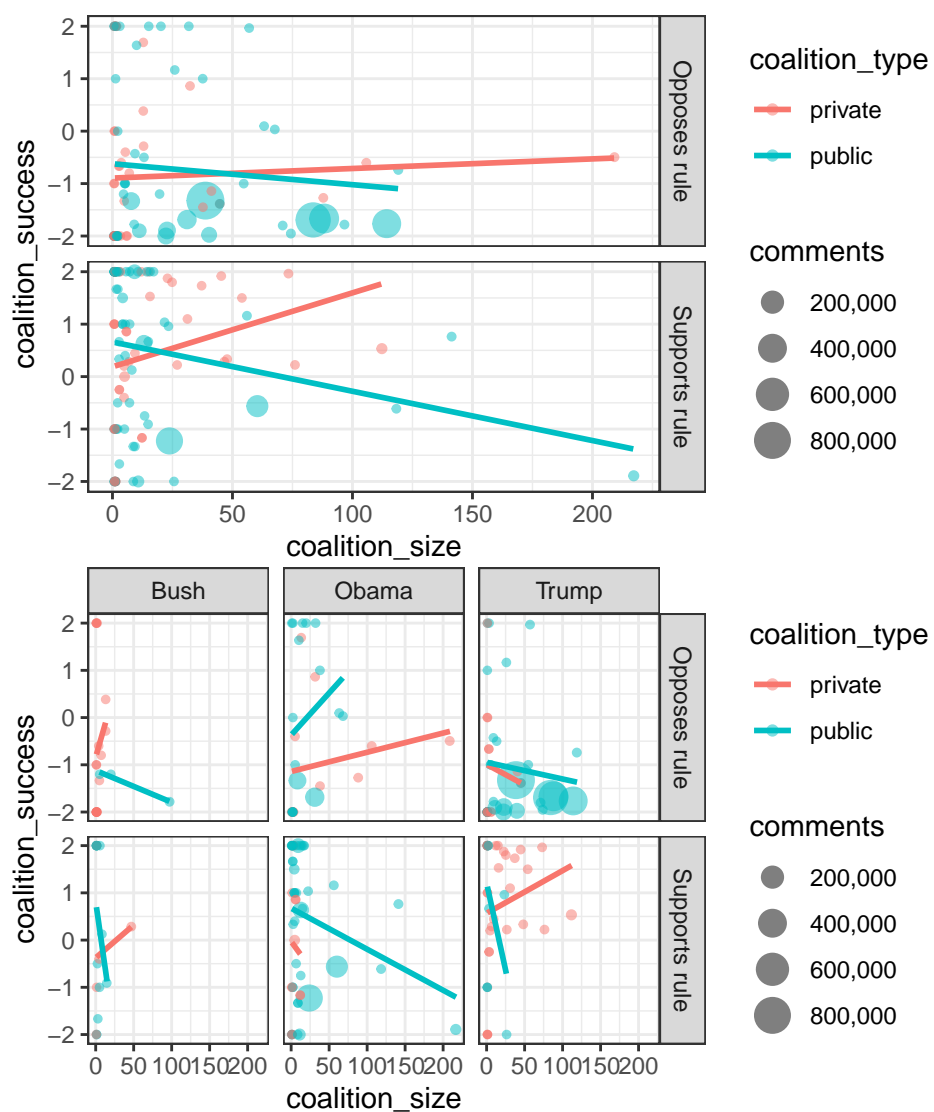 coalition_success
2
1
0
−1
−2
Opposes rule
2
1
0
−1
−2
Supports rule
0
50
100
150
200
coalition_size
coalition_type
private
public
comments
200,000
400,000
600,000
800,000
Bush
Obama
Trump
coalition_success
2
1
0
−1
−2
Opposes rule
2
1
0
−1
−2
Supports rule
0 50 100 150 200
0 50 100 150 200
0 50 100 150 200
coalition_size
coalition_type
private
public
comments
200,000
400,000
600,000
800,000